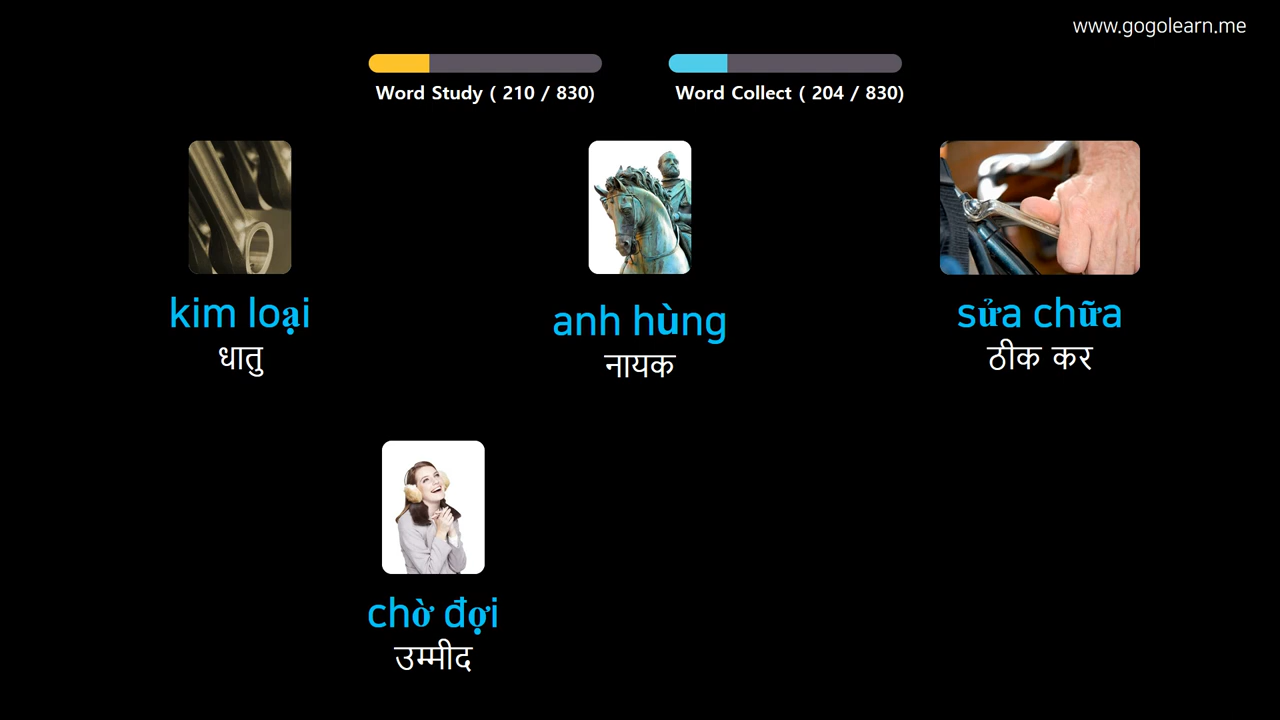 www.gogolearn.me
Word Study ( 210 / 830)
Word Collect ( 204 / 830)
kim loại
धातु
anh hùng
नायक
sửa chữa
ठीक कर
chờ đợi
उम्मीद